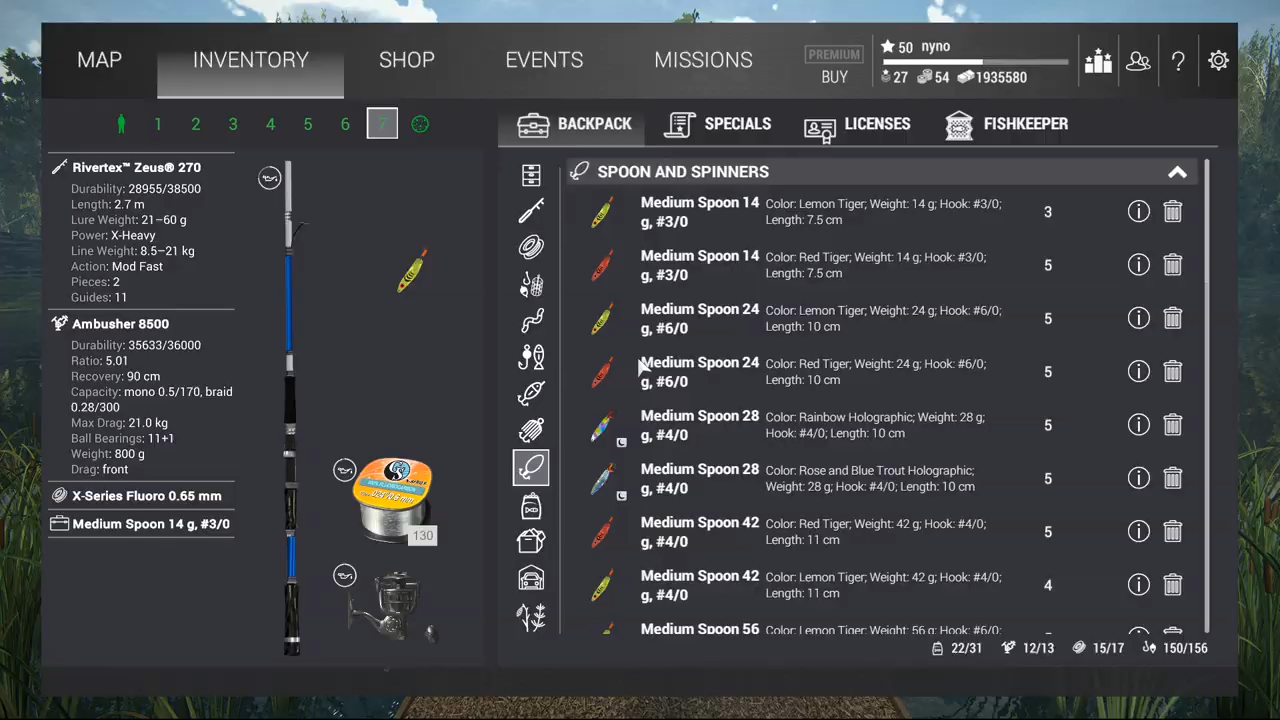 MAP INVENTORY SHOP EVENTS MISSIONS PREMIUM BUY
50 nyno
27 54 1935580
1 2 3 4 5 6 7
BACKPACK SPECIALS LICENSES FISHKEEPER
Rivertex™ Zeus® 270
Durability: 28955/38500
Length: 2.7 m
Lure Weight: 21–60 g
Power: X-Heavy
Line Weight: 8.5–21 kg
Action: Mod Fast
Pieces: 2
Guides: 11
Ambusher 8500
Durability: 35633/36000
Ratio: 5.01
Recovery: 90 cm
Capacity: mono 0.5/170, braid
0.28/300
Max Drag: 21.0 kg
Ball Bearings: 11+1
Weight: 800 g
Drag: front
X-Series Fluoro 0.65 mm
Medium Spoon 14 g, #3/0
130
SPOON AND SPINNERS
Medium Spoon 14 g, #3/0 Color: Lemon Tiger; Weight: 14 g; Hook: #3/0; Length: 7.5 cm 3
Medium Spoon 14 g, #3/0 Color: Red Tiger; Weight: 14 g; Hook: #3/0; Length: 7.5 cm 5
Medium Spoon 24 g, #6/0 Color: Lemon Tiger; Weight: 24 g; Hook: #6/0; Length: 10 cm 5
Medium Spoon 24 g, #6/0 Color: Red Tiger; Weight: 24 g; Hook: #6/0; Length: 10 cm 5
Medium Spoon 28 g, #4/0 Color: Rainbow Holographic; Weight: 28 g; Hook: #4/0; Length: 10 cm 5
Medium Spoon 28 g, #4/0 Color: Rose and Blue Trout Holographic; Weight: 28 g; Hook: #4/0; Length: 10 cm 5
Medium Spoon 42 g, #4/0 Color: Red Tiger; Weight: 42 g; Hook: #4/0; Length: 11 cm 5
Medium Spoon 42 g, #4/0 Color: Lemon Tiger; Weight: 42 g; Hook: #4/0; Length: 11 cm 4
Medium Spoon 56 Color: Lemon Tiger; Weight: 56 g; Hook: #6/0;
22/31 12/13 15/17 150/156